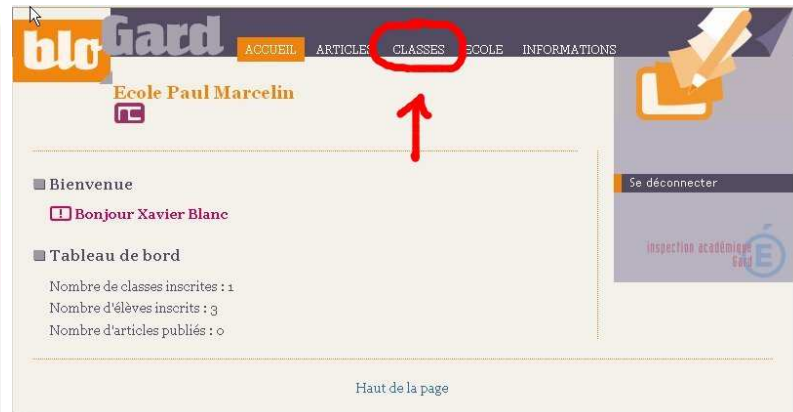 bloGard
ACCUEIL ARTICLES CLASSES ECOLE INFORMATIONS
Ecole Paul Marcelin
Bienvenue
Bonjour Xavier Blanc
Tableau de bord
Nombre de classes inscrites : 1
Nombre d'élèves inscrits : 3
Nombre d'articles publiés : 0
Se déconnecter
inspection académique
Gard
É
Haut de la page